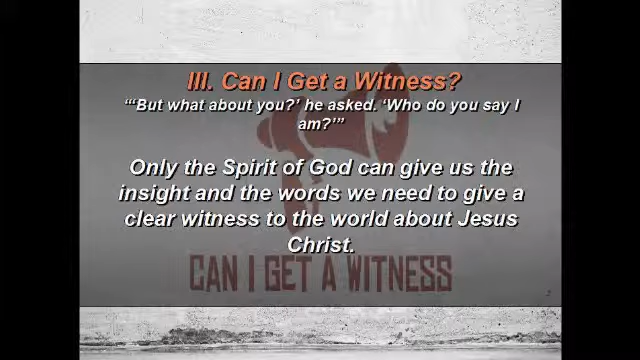 III. Can I Get a Witness?
“‘But what about you?’ he asked. ‘Who do you say I
am?’”
Only the Spirit of God can give us the
insight and the words we need to give a
clear witness to the world about Jesus
Christ.
CAN I GET A WITNESS